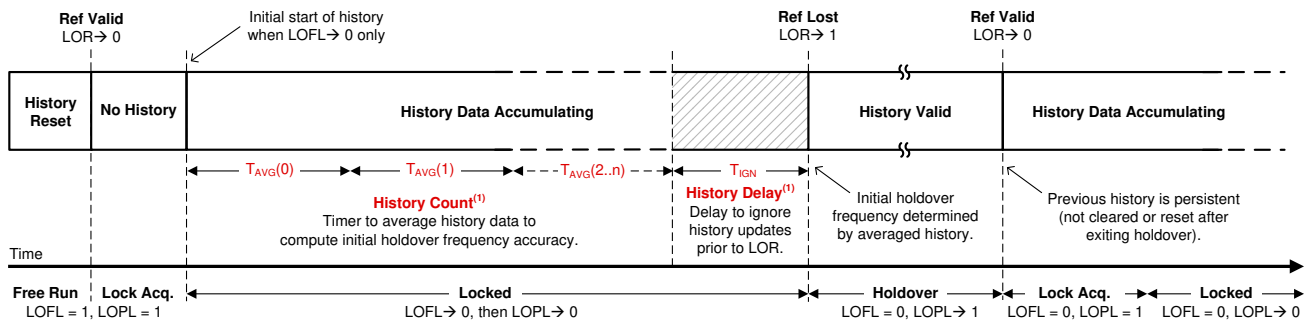 Ref Valid
LOR→ 0
Initial start of history
when LOFL→ 0 only
Ref Lost
LOR→ 1
Ref Valid
LOR→ 0
History
Reset
No History
History Data Accumulating
History Valid
History Data Accumulating
TAVG(0)
TAVG(1)
TAVG(2..n)
TIGN
History Count(1)
Timer to average history data to
compute initial holdover frequency accuracy.
History Delay(1)
Delay to ignore
history updates
prior to LOR.
Initial holdover
frequency determined
by averaged history.
Previous history is persistent
(not cleared or reset after
exiting holdover).
Time
Free Run
Lock Acq.
LOFL = 1, LOPL = 1
Locked
LOFL→ 0, then LOPL→ 0
Holdover
LOFL = 0, LOPL→ 1
Lock Acq.
LOFL = 0, LOPL = 1
Locked
LOFL = 0, LOPL→ 0